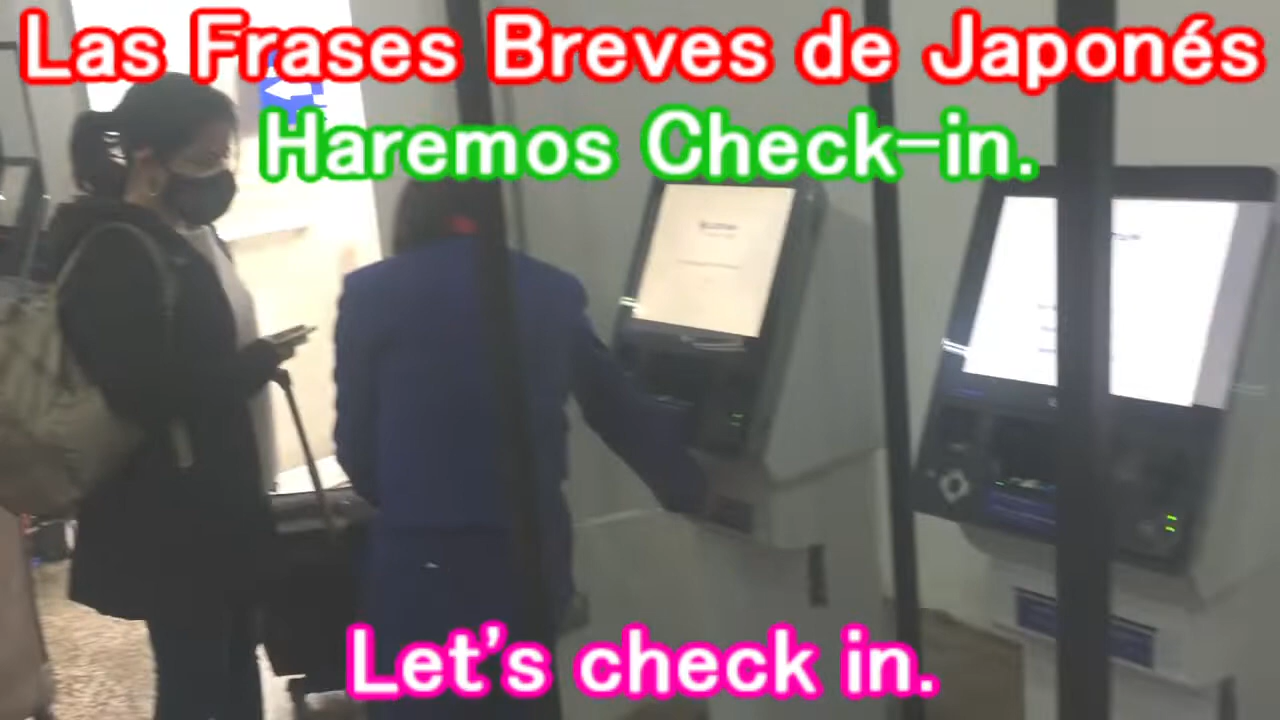 Las Frases Breves de Japonés
Haremos Check-in.
Let's check in.